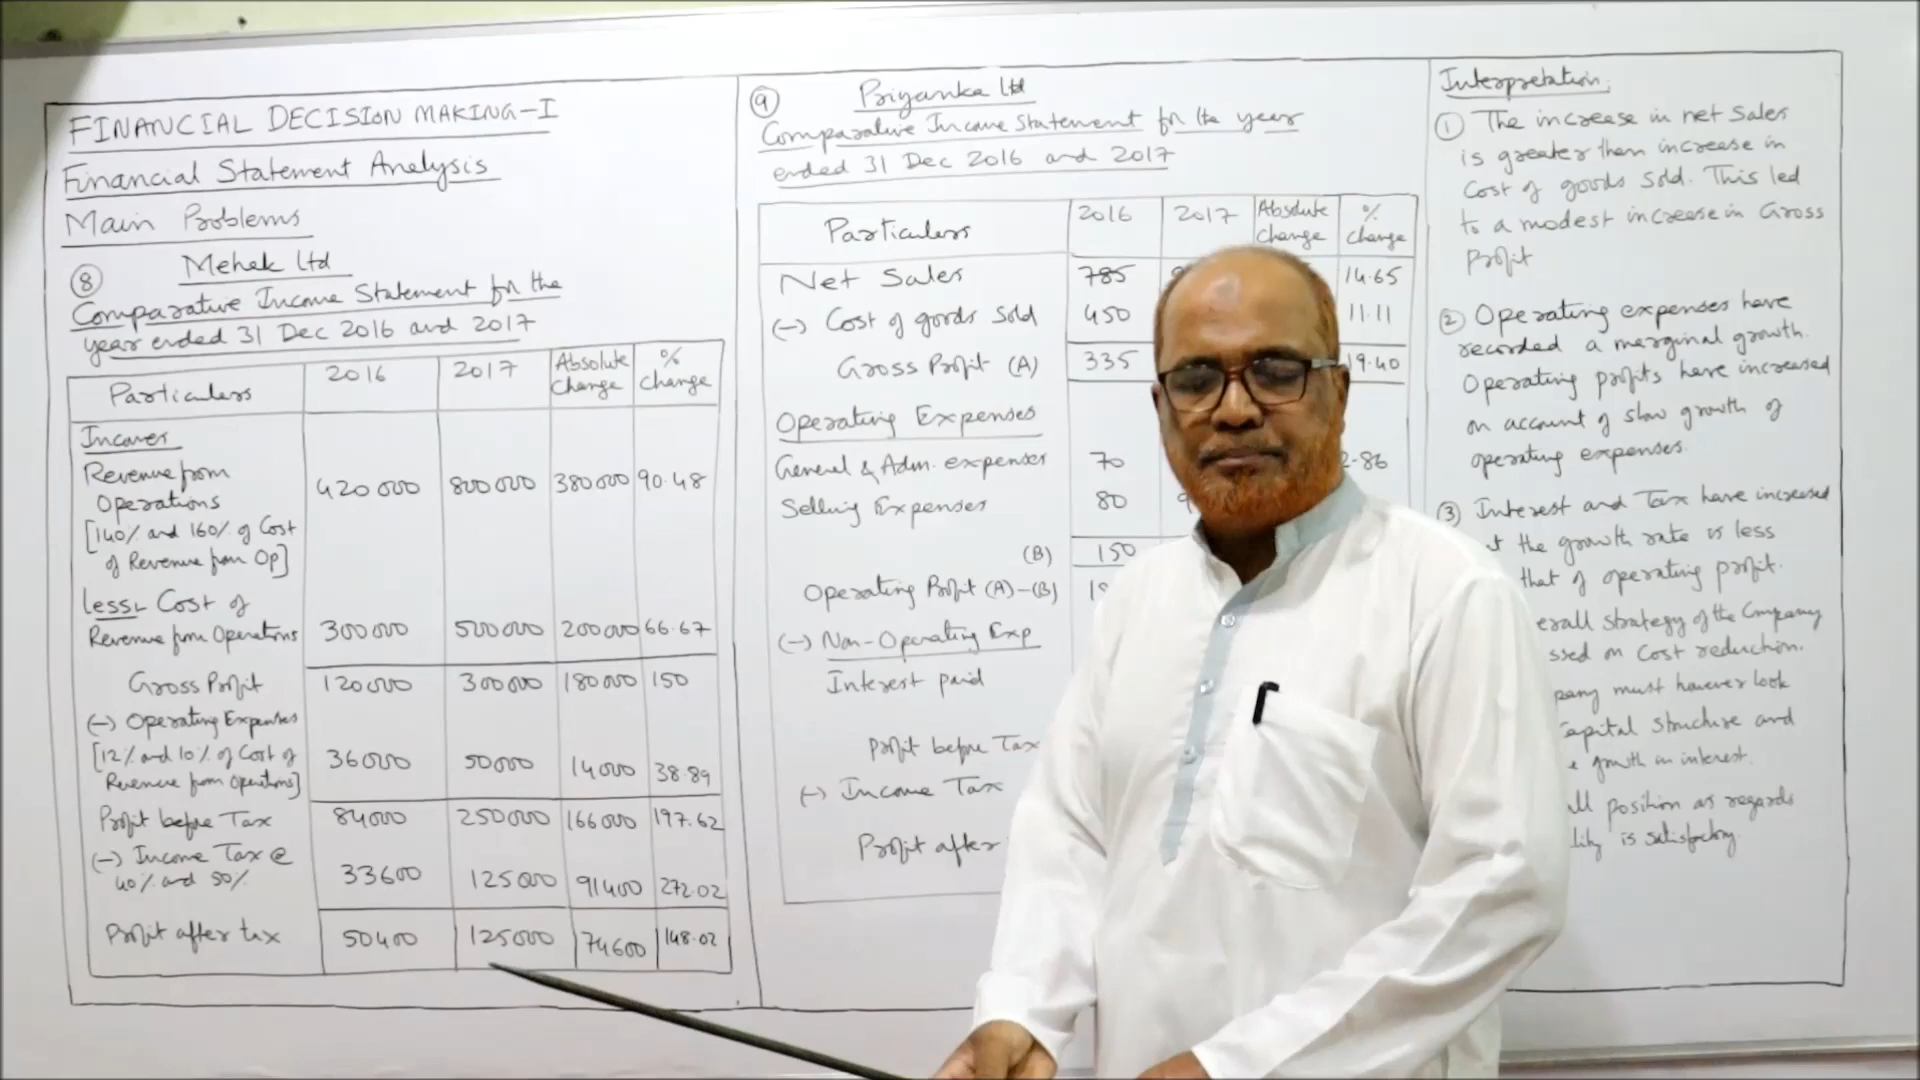 FINANCIAL DECISION MAKING-I
Financial Statement Analysis
Main Problems
8 Mehek Ltd
Comparative Income Statement for the
year ended 31 Dec 2016 and 2017
Particulars 2016 2017 Absolute Change % Change
Incomes
Revenue from
Operations 420000 800000 380000 90.48
[140% and 160% of Cost
of Revenue from Op]
Less:- Cost of
Revenue from Operations 300000 500000 200000 66.67
Gross Profit 120000 300000 180000 150
(-) Operating Expenses
[12% and 10% of Cost of
Revenue from Operations] 36000 50000 14000 38.89
Profit before Tax 84000 250000 166000 197.62
(-) Income Tax @
40% and 50% 33600 125000 91400 272.02
Profit after tax 50400 125000 74600 148.02
9 Priyanka Ltd
Comparative Income Statement for the year
ended 31 Dec 2016 and 2017
Particulars 2016 2017 Absolute Change % Change
Net Sales 785 14.65
(-) Cost of goods Sold 450 11.11
Gross Profit (A) 335 19.40
Operating Expenses
General & Adm. expenses 70 2.86
Selling Expenses 80
(B) 150
Operating Profit (A)-(B)
(-) Non-Operating Exp
Interest paid
Profit before Tax
(-) Income Tax
Profit after
Interpretation:
1 The increase in net Sales
is greater than increase in
Cost of goods Sold. This led
to a modest increase in Gross
Profit
2 Operating expenses have
recorded a marginal growth.
Operating profits have increased
on account of slow growth of
operating expenses.
3 Interest and Tax have increased
the growth rate is less
that of operating profit.
strategy of the Company
on Cost reduction.
must however look
Capital Structure and
growth in interest.
position as regards
is satisfactory.